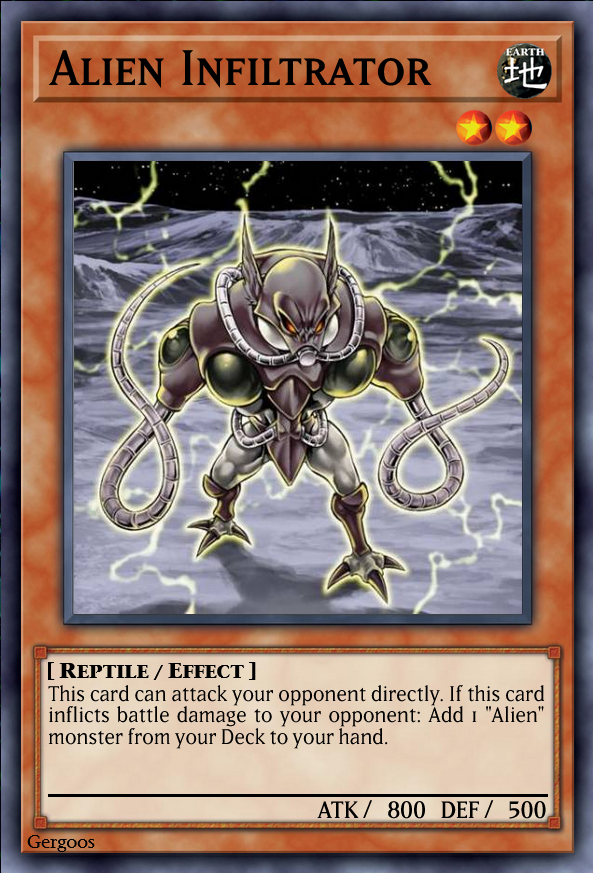 Alien Infiltrator
EARTH
地
[ Reptile / Effect ]
This card can attack your opponent directly. If this card
inflicts battle damage to your opponent: Add 1 "Alien"
monster from your Deck to your hand.
ATK / 800 DEF / 500
Gergoos